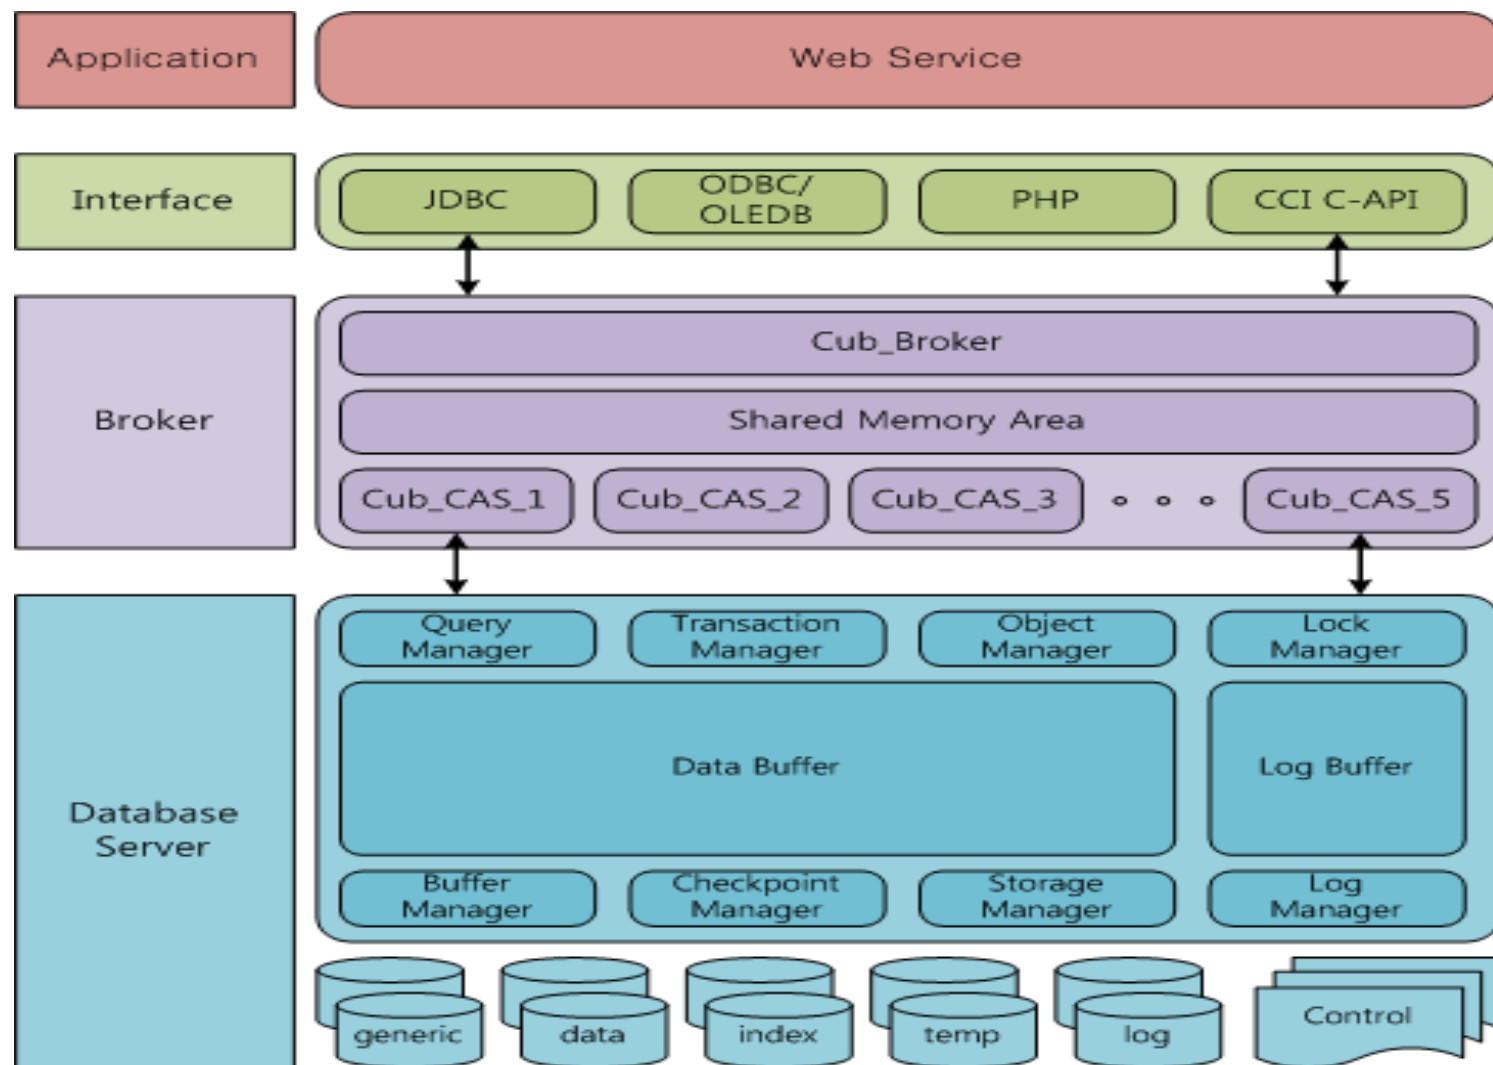 Application
Web Service
Interface
JDBC
ODBC/
OLEDB
PHP
CCI C-API
Broker
Cub_Broker
Shared Memory Area
Cub_CAS_1
Cub_CAS_2
Cub_CAS_3
Cub_CAS_5
Database
Server
Query
Manager
Transaction
Manager
Object
Manager
Lock
Manager
Data Buffer
Log Buffer
Buffer
Manager
Checkpoint
Manager
Storage
Manager
Log
Manager
generic
data
index
temp
log
Control